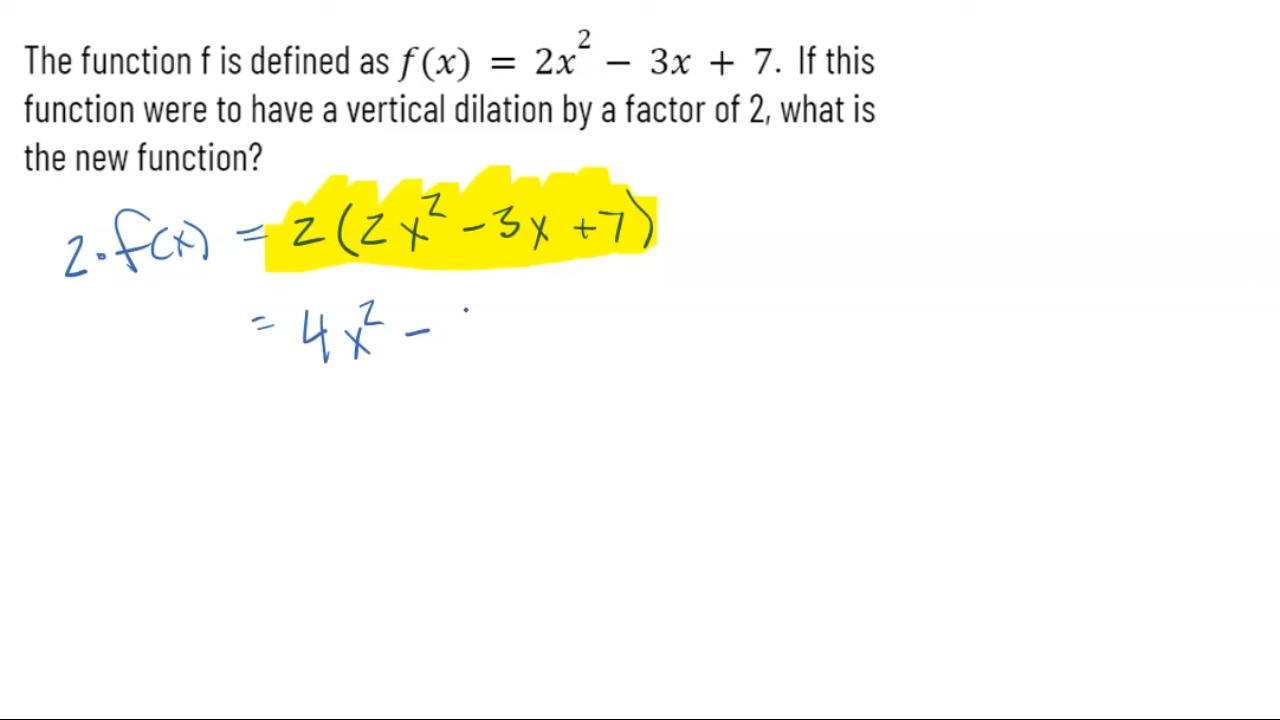 The function f is defined as f(x) = 2x² − 3x + 7. If this
function were to have a vertical dilation by a factor of 2, what is
the new function?
2·f(x) = 2(2x² − 3x + 7)
= 4x² −